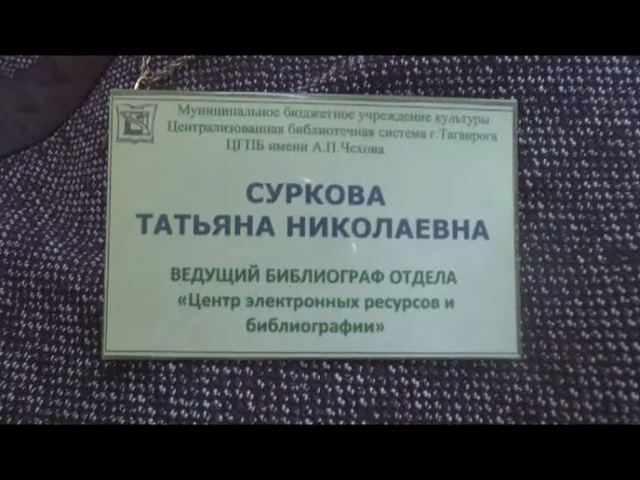 Муниципальное бюджетное учреждение культуры
Централизованная библиотечная система г.Таганрога
ЦГПБ имени А.П.Чехова
СУРКОВА
ТАТЬЯНА НИКОЛАЕВНА
ВЕДУЩИЙ БИБЛИОГРАФ ОТДЕЛА
«Центр электронных ресурсов и
библиографии»